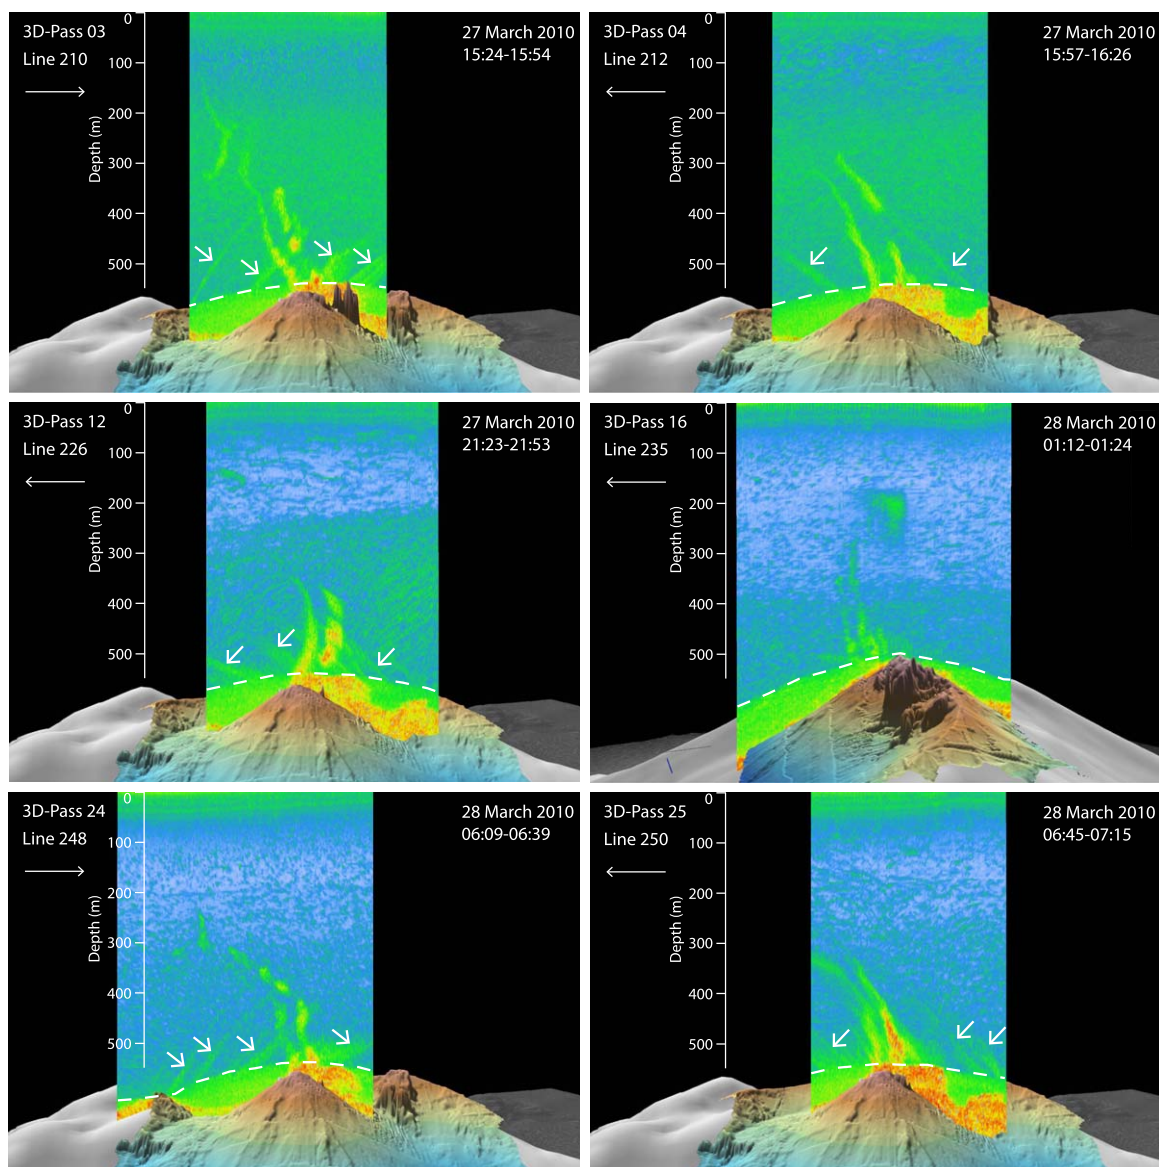 3D-Pass 03
Line 210
27 March 2010
15:24-15:54
Depth (m)
0
100
200
300
400
500
3D-Pass 04
Line 212
27 March 2010
15:57-16:26
Depth (m)
0
100
200
300
400
500
3D-Pass 12
Line 226
27 March 2010
21:23-21:53
Depth (m)
0
100
200
300
400
500
3D-Pass 16
Line 235
28 March 2010
01:12-01:24
Depth (m)
0
100
200
300
400
500
3D-Pass 24
Line 248
28 March 2010
06:09-06:39
Depth (m)
0
100
200
300
400
500
3D-Pass 25
Line 250
28 March 2010
06:45-07:15
Depth (m)
0
100
200
300
400
500